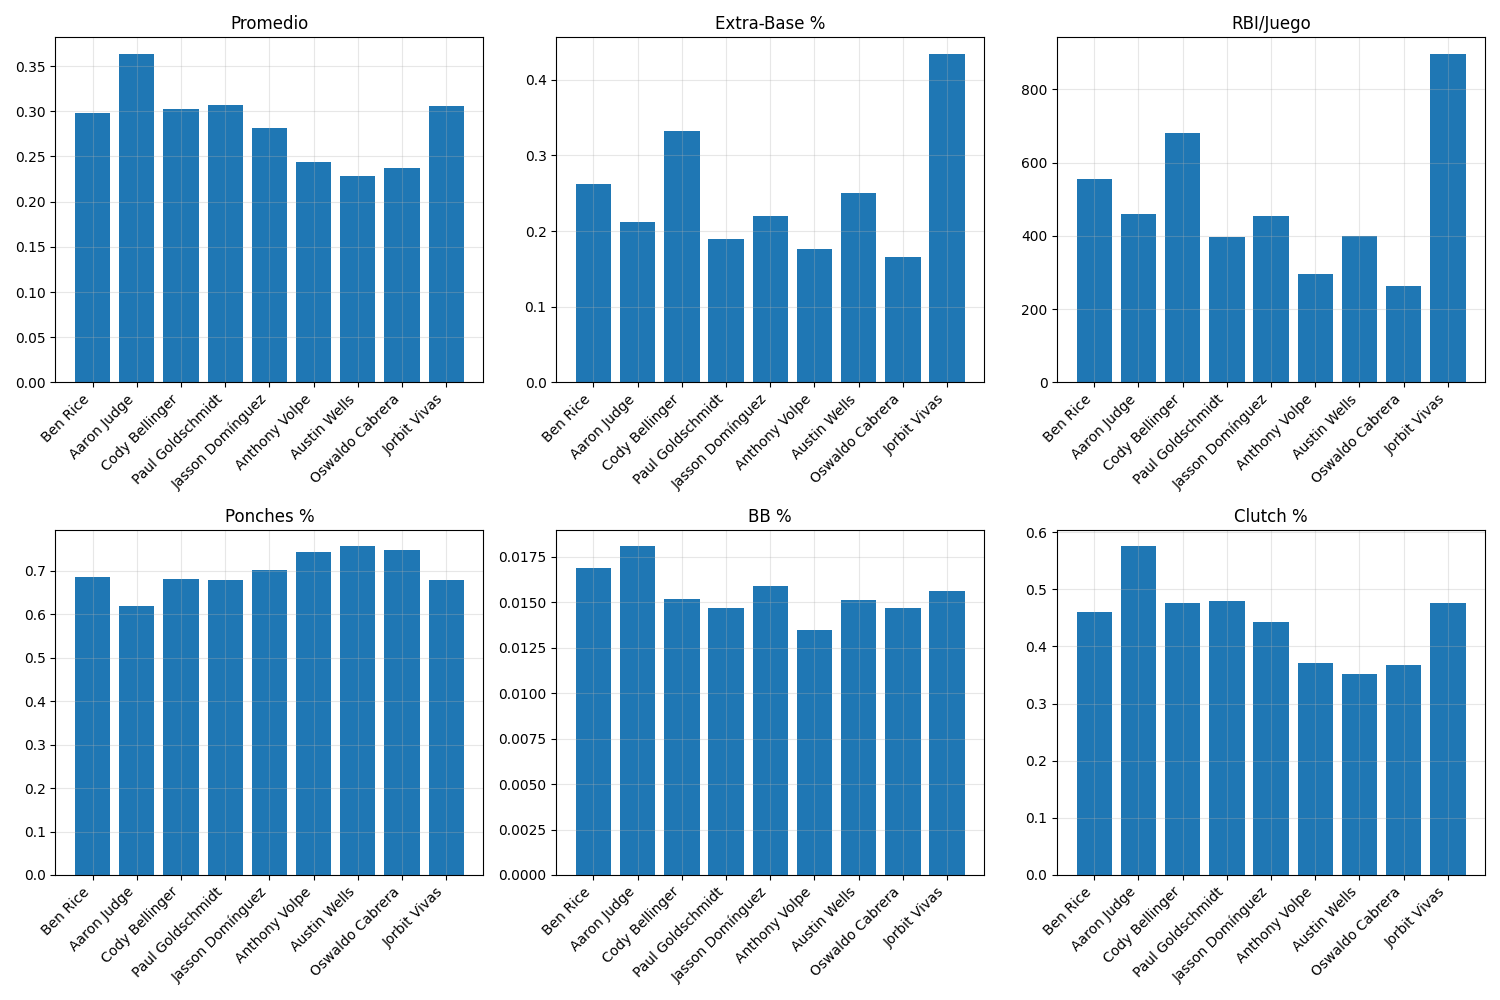 Promedio
0.35
0.30
0.25
0.20
0.15
0.10
0.05
0.00
Ben Rice
Aaron Judge
Cody Bellinger
Paul Goldschmidt
Jasson Domínguez
Anthony Volpe
Austin Wells
Oswaldo Cabrera
Jorbit Vivas
Extra-Base %
0.4
0.3
0.2
0.1
0.0
Ben Rice
Aaron Judge
Cody Bellinger
Paul Goldschmidt
Jasson Domínguez
Anthony Volpe
Austin Wells
Oswaldo Cabrera
Jorbit Vivas
RBI/Juego
800
600
400
200
0
Ben Rice
Aaron Judge
Cody Bellinger
Paul Goldschmidt
Jasson Domínguez
Anthony Volpe
Austin Wells
Oswaldo Cabrera
Jorbit Vivas
Ponches %
0.7
0.6
0.5
0.4
0.3
0.2
0.1
0.0
Ben Rice
Aaron Judge
Cody Bellinger
Paul Goldschmidt
Jasson Domínguez
Anthony Volpe
Austin Wells
Oswaldo Cabrera
Jorbit Vivas
BB %
0.0175
0.0150
0.0125
0.0100
0.0075
0.0050
0.0025
0.0000
Ben Rice
Aaron Judge
Cody Bellinger
Paul Goldschmidt
Jasson Domínguez
Anthony Volpe
Austin Wells
Oswaldo Cabrera
Jorbit Vivas
Clutch %
0.6
0.5
0.4
0.3
0.2
0.1
0.0
Ben Rice
Aaron Judge
Cody Bellinger
Paul Goldschmidt
Jasson Domínguez
Anthony Volpe
Austin Wells
Oswaldo Cabrera
Jorbit Vivas